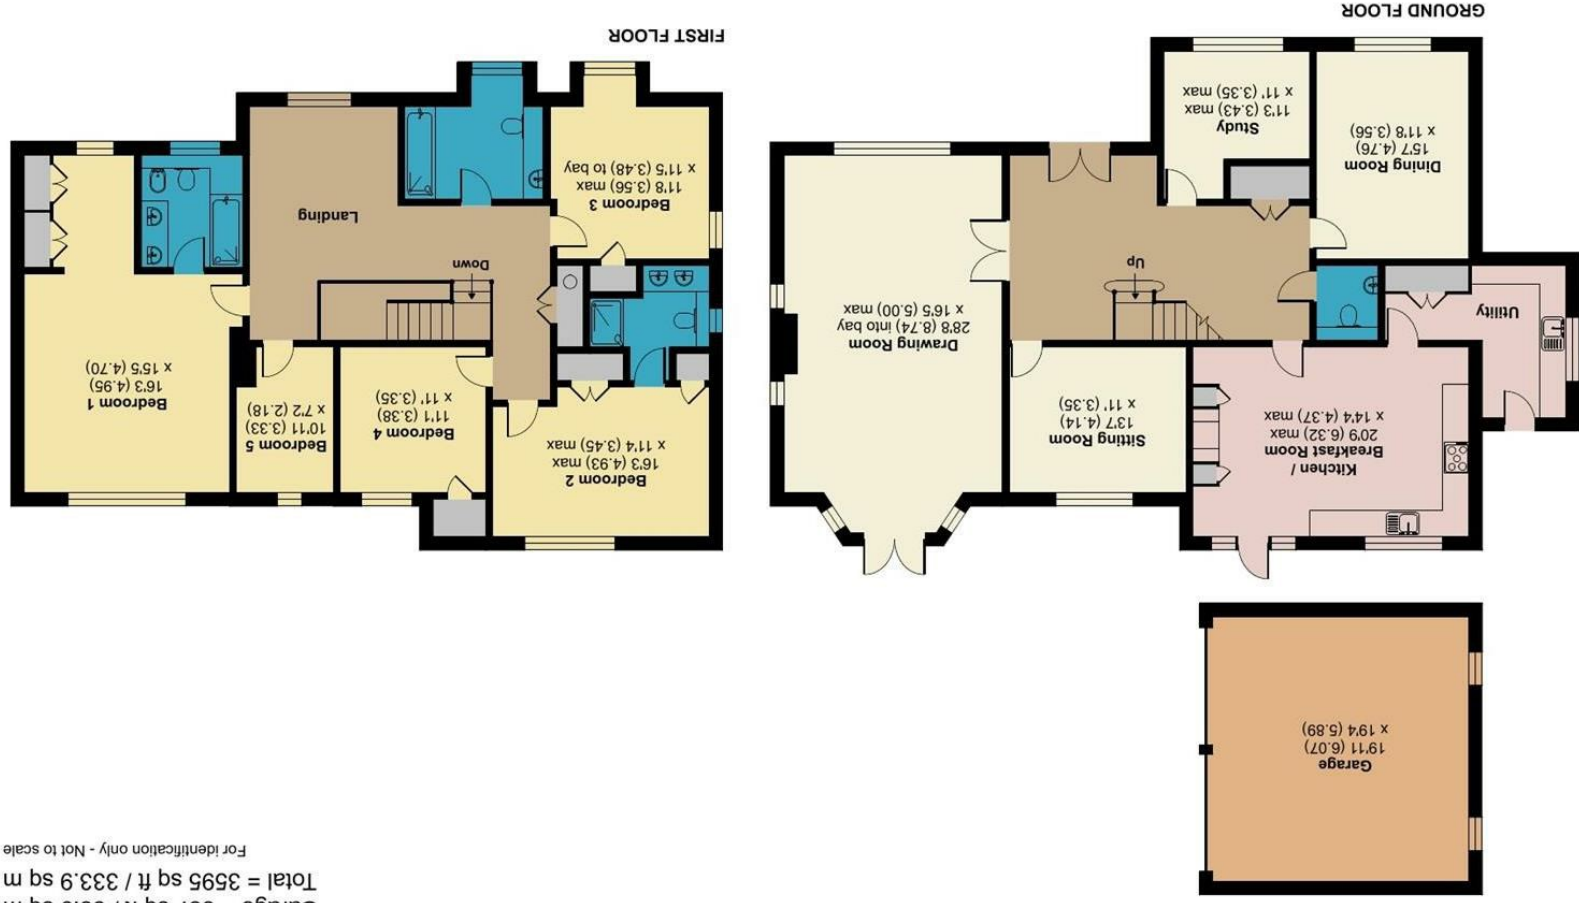 Total = 3595 sq ft / 333.9 sq m
For identification only - Not to scale
Garage
19'11 (6.07)
x 19'4 (5.89)
Kitchen /
Breakfast Room
20'9 (6.32) max
x 14'4 (4.37) max
Sitting Room
13'7 (4.14)
x 11' (3.35)
Drawing Room
28'8 (8.74) into bay
x 16'5 (5.00) max
Utility
Up
Dining Room
15'7 (4.76)
x 11'8 (3.56)
Study
11'3 (3.43) max
x 11' (3.35) max
GROUND FLOOR
Bedroom 2
16'3 (4.93) max
x 11'4 (3.45) max
Bedroom 4
11'1 (3.38)
x 11' (3.35)
Bedroom 5
10'11 (3.33)
x 7'2 (2.18)
Bedroom 1
16'3 (4.95)
x 15'5 (4.70)
Down
Landing
Bedroom 3
11'8 (3.56) max
x 11'5 (3.48) to bay
FIRST FLOOR